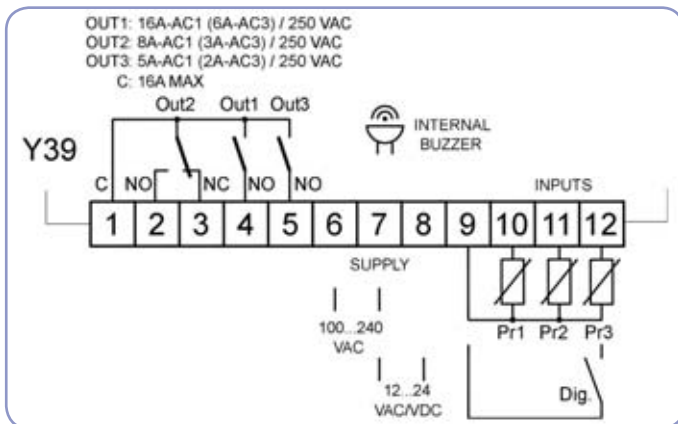 OUT1: 16A-AC1 (6A-AC3) / 250 VAC
OUT2: 8A-AC1 (3A-AC3) / 250 VAC
OUT3: 5A-AC1 (2A-AC3) / 250 VAC
C: 16A MAX
Out2 Out1 Out3
INTERNAL
BUZZER
Y39
C NO NC NO NO
INPUTS
1 2 3 4 5 6 7 8 9 10 11 12
SUPPLY
100...240
VAC
Pr1 Pr2 Pr3
12...24
VAC/VDC
Dig.